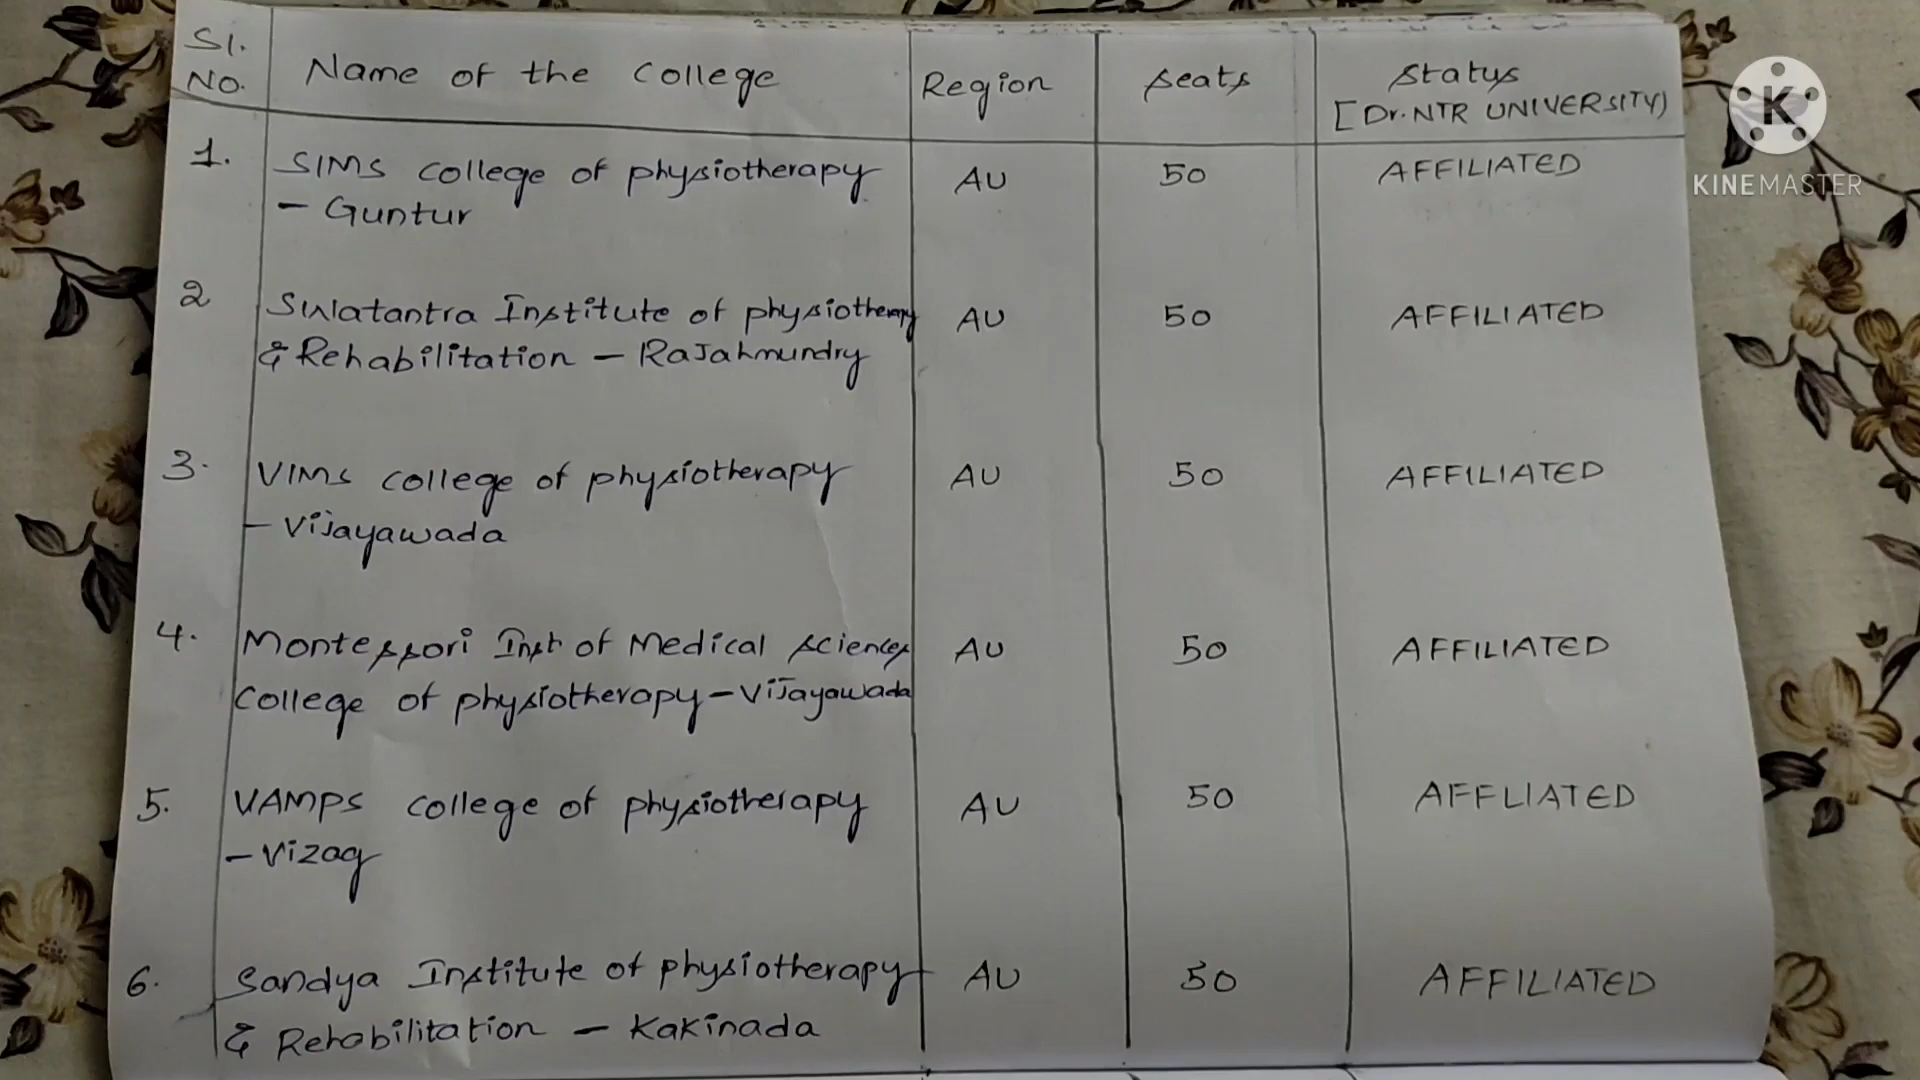 Sl. No. Name of the College Region Seats Status [Dr. NTR UNIVERSITY)
1. SIMS college of physiotherapy AU 50 AFFILIATED
- Guntur
2 Swatantra Institute of physiotherapy AU 50 AFFILIATED
& Rehabilitation - Rajahmundry
3. VIMS college of physiotherapy AU 50 AFFILIATED
- Vijayawada
4. Montessori Inst of Medical sciences AU 50 AFFILIATED
College of physiotherapy - Vijayawada
5. VAMPS college of physiotherapy AU 50 AFFLIATED
- Vizag
6. Sandya Institute of physiotherapy AU 50 AFFILIATED
& Rehabilitation - Kakinada
K
KINEMASTER